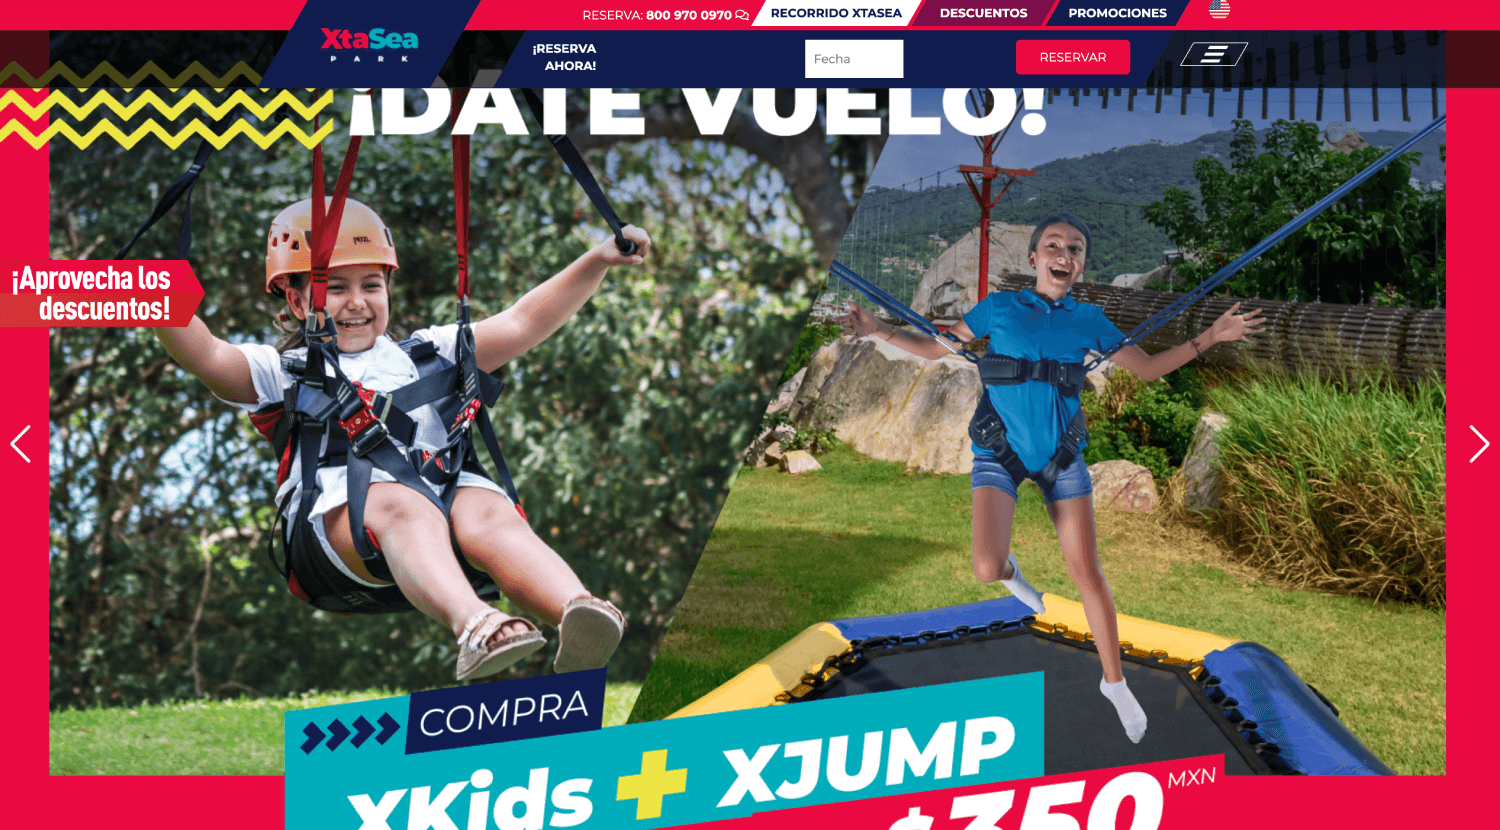 RESERVA: 800 970 0970
RECORRIDO XTASEA
DESCUENTOS
PROMOCIONES
XtaSea
PARK
¡RESERVA
AHORA!
Fecha
RESERVAR
¡DATE VUELO!
PETZL
¡Aprovecha los
descuentos!
COMPRA
XKids + XJUMP
$350 MXN